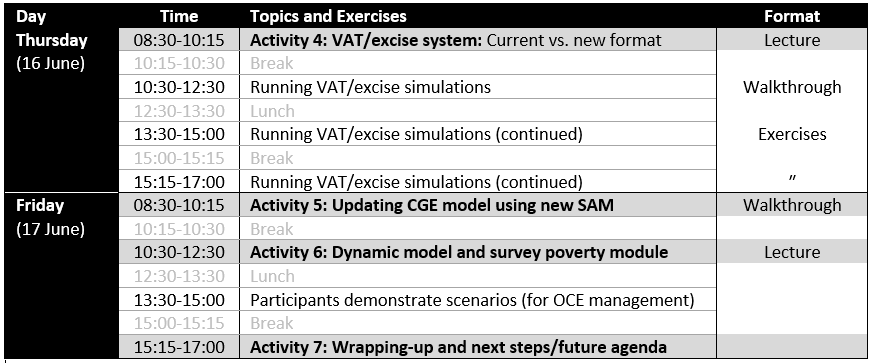 Day Time Topics and Exercises Format
Thursday 08:30-10:15 Activity 4: VAT/excise system: Current vs. new format Lecture
(16 June) 10:15-10:30 Break
10:30-12:30 Running VAT/excise simulations Walkthrough
12:30-13:30 Lunch
13:30-15:00 Running VAT/excise simulations (continued) Exercises
15:00-15:15 Break
15:15-17:00 Running VAT/excise simulations (continued) ”
Friday 08:30-10:15 Activity 5: Updating CGE model using new SAM Walkthrough
(17 June) 10:15-10:30 Break
10:30-12:30 Activity 6: Dynamic model and survey poverty module Lecture
12:30-13:30 Lunch
13:30-15:00 Participants demonstrate scenarios (for OCE management)
15:00-15:15 Break
15:15-17:00 Activity 7: Wrapping-up and next steps/future agenda